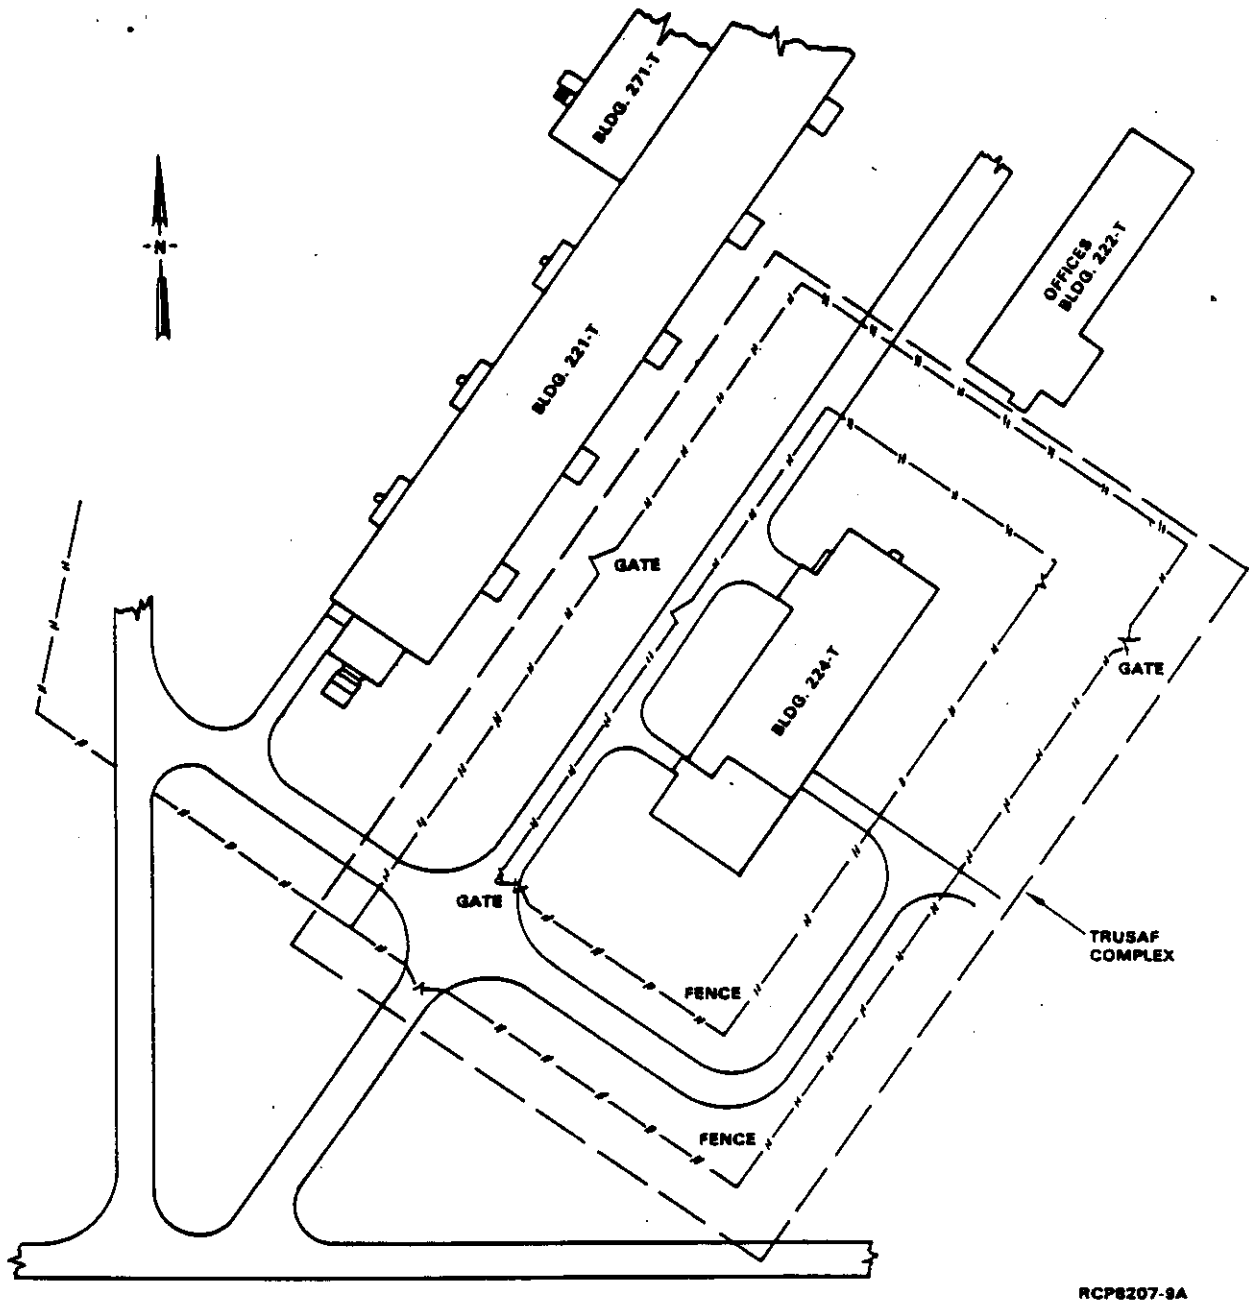 BLDG. 271-T
-N-
OFFICES
BLDG. 222-T
BLDG. 221-T
GATE
GATE
BLDG. 224-T
GATE
TRUSAF
COMPLEX
FENCE
FENCE
RCP8207-9A